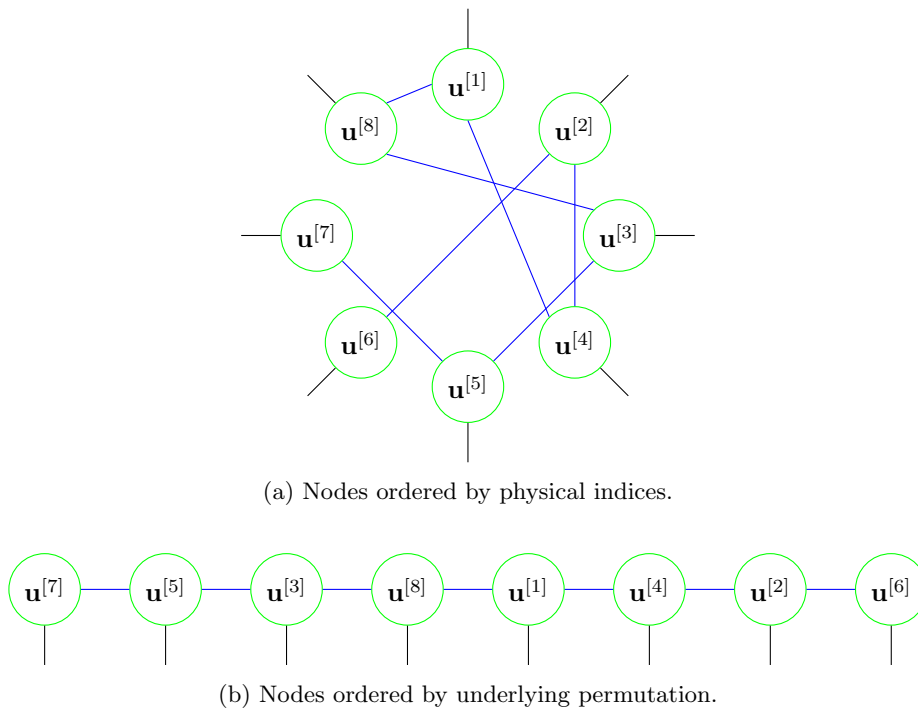 u^[1]
u^[8] u^[2]
u^[7] u^[3]
u^[6] u^[4]
u^[5]
(a) Nodes ordered by physical indices.
u^[7] u^[5] u^[3] u^[8] u^[1] u^[4] u^[2] u^[6]
(b) Nodes ordered by underlying permutation.